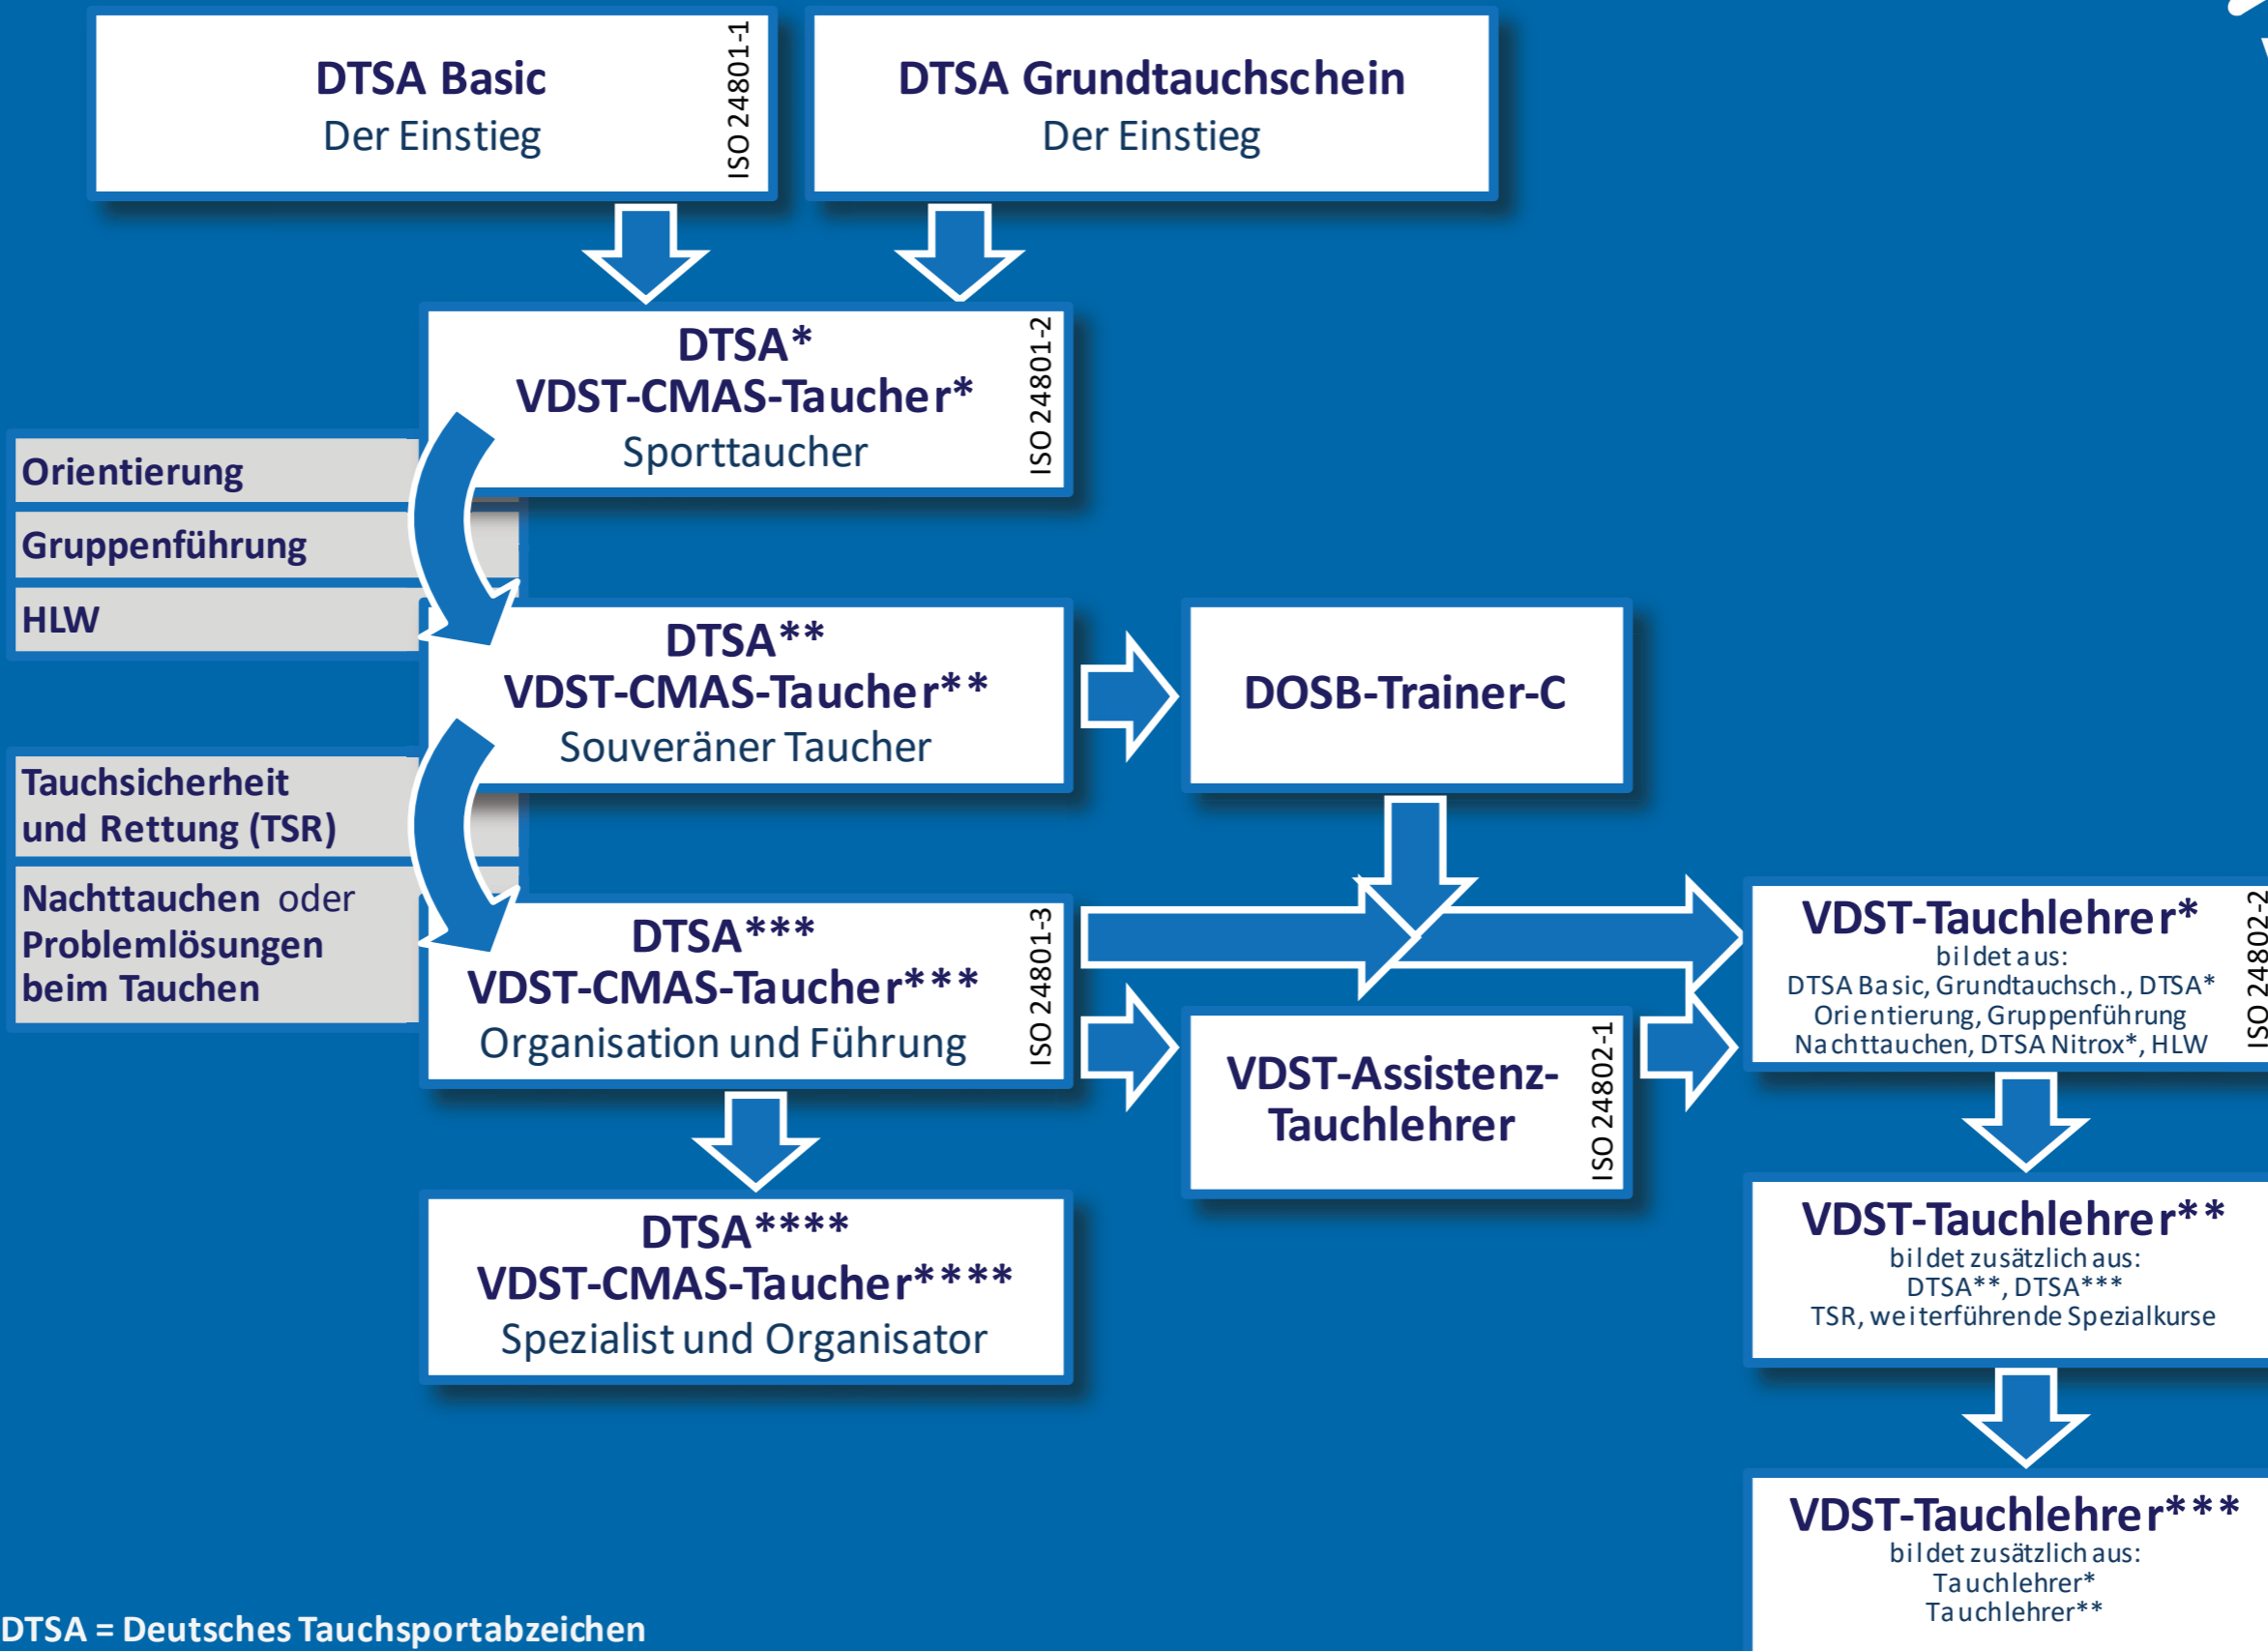 DTSA Basic
Der Einstieg
ISO 24801-1
DTSA Grundtauchschein
Der Einstieg
DTSA*
VDST-CMAS-Taucher*
Sporttaucher
ISO 24801-2
Orientierung
Gruppenführung
HLW
DTSA**
VDST-CMAS-Taucher**
Souveräner Taucher
DOSB-Trainer-C
Tauchsicherheit
und Rettung (TSR)
Nachttauchen oder
Problemlösungen
beim Tauchen
DTSA***
VDST-CMAS-Taucher***
Organisation und Führung
ISO 24801-3
VDST-Assistenz-
Tauchlehrer
ISO 24802-1
VDST-Tauchlehrer*
bildet aus:
DTSA Basic, Grundtauchsch., DTSA*
Orientierung, Gruppenführung
Nachttauchen, DTSA Nitrox*, HLW
ISO 24802-2
DTSA****
VDST-CMAS-Taucher****
Spezialist und Organisator
VDST-Tauchlehrer**
bildet zusätzlich aus:
DTSA**, DTSA***
TSR, weiterführende Spezialkurse
VDST-Tauchlehrer***
bildet zusätzlich aus:
Tauchlehrer*
Tauchlehrer**
DTSA = Deutsches Tauchsportabzeichen